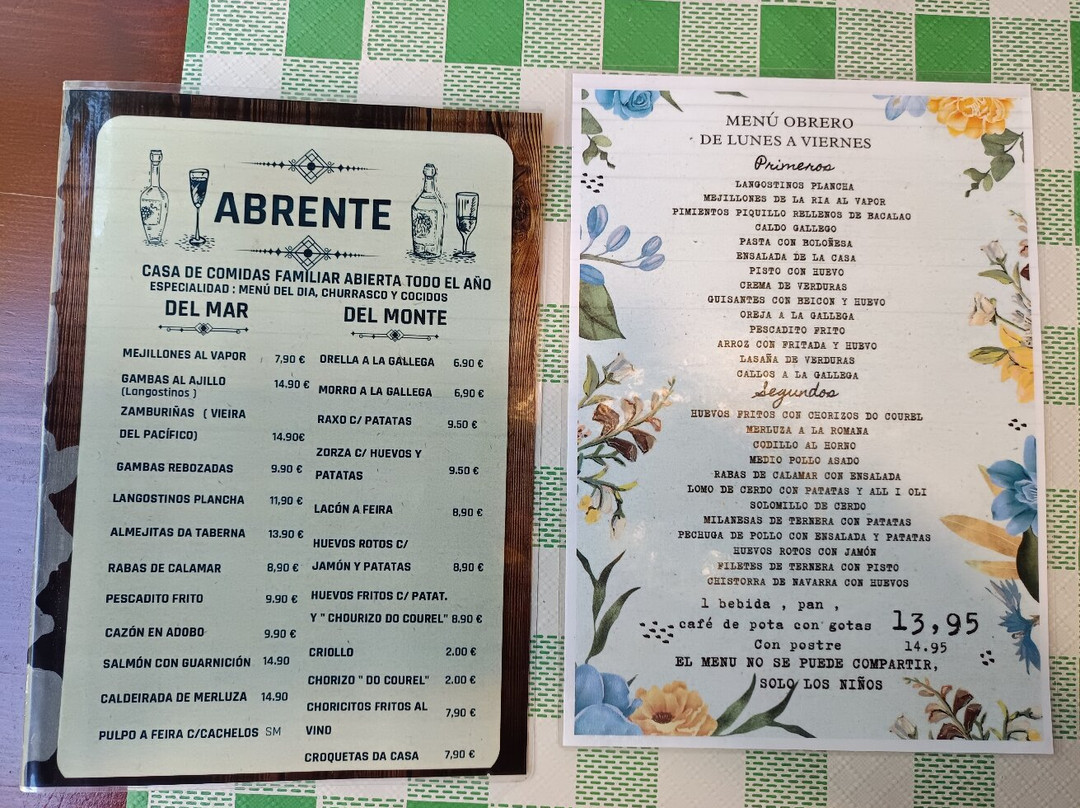 ABRENTE
CASA DE COMIDAS FAMILIAR ABIERTA TODO EL AÑO
ESPECIALIDAD : MENÚ DEL DIA, CHURRASCO Y COCIDOS
DEL MAR
MEJILLONES AL VAPOR 7,90 €
GAMBAS AL AJILLO 14.90 €
(Langostinos )
ZAMBURIÑAS ( VIEIRA
DEL PACÍFICO) 14.90€
GAMBAS REBOZADAS 9.90 €
LANGOSTINOS PLANCHA 11,90 €
ALMEJITAS DA TABERNA 13.90 €
RABAS DE CALAMAR 8,90 €
PESCADITO FRITO 9.90 €
CAZÓN EN ADOBO 9.90 €
SALMÓN CON GUARNICIÓN 14.90
CALDEIRADA DE MERLUZA 14.90
PULPO A FEIRA C/CACHELOS SM
DEL MONTE
ORELLA A LA GALLEGA 6.90 €
MORRO A LA GALLEGA 6,90 €
RAXO C/ PATATAS 9.50 €
ZORZA C/ HUEVOS Y
PATATAS 9.50 €
LACÓN A FEIRA 8,90 €
HUEVOS ROTOS C/
JAMÓN Y PATATAS 8,90 €
HUEVOS FRITOS C/ PATAT.
Y " CHOURIZO DO COUREL" 8.90 €
CRIOLLO 2.00 €
CHORIZO " DO COUREL" 2.00 €
CHORICITOS FRITOS AL 7,90 €
VINO
CROQUETAS DA CASA 7,90 €
MENÚ OBRERO
DE LUNES A VIERNES
Primeros
LANGOSTINOS PLANCHA
MEJILLONES DE LA RIA AL VAPOR
PIMIENTOS PIQUILLO RELLENOS DE BACALAO
CALDO GALLEGO
PASTA CON BOLOÑESA
ENSALADA DE LA CASA
PISTO CON HUEVO
CREMA DE VERDURAS
GUISANTES CON BEICON Y HUEVO
OREJA A LA GALLEGA
PESCADITO FRITO
ARROZ CON FRITADA Y HUEVO
LASAÑA DE VERDURAS
CALLOS A LA GALLEGA
Segundos
HUEVOS FRITOS CON CHORIZOS DO COUREL
MERLUZA A LA ROMANA
CODILLO AL HORNO
MEDIO POLLO ASADO
RABAS DE CALAMAR CON ENSALADA
LOMO DE CERDO CON PATATAS Y ALL I OLI
SOLOMILLO DE CERDO
MILANESAS DE TERNERA CON PATATAS
PECHUGA DE POLLO CON ENSALADA Y PATATAS
HUEVOS ROTOS CON JAMÓN
FILETES DE TERNERA CON PISTO
CHISTORRA DE NAVARRA CON HUEVOS
1 bebida , pan ,
café de pota con gotas 13,95
Con postre 14.95
EL MENU NO SE PUEDE COMPARTIR,
SOLO LOS NIÑOS